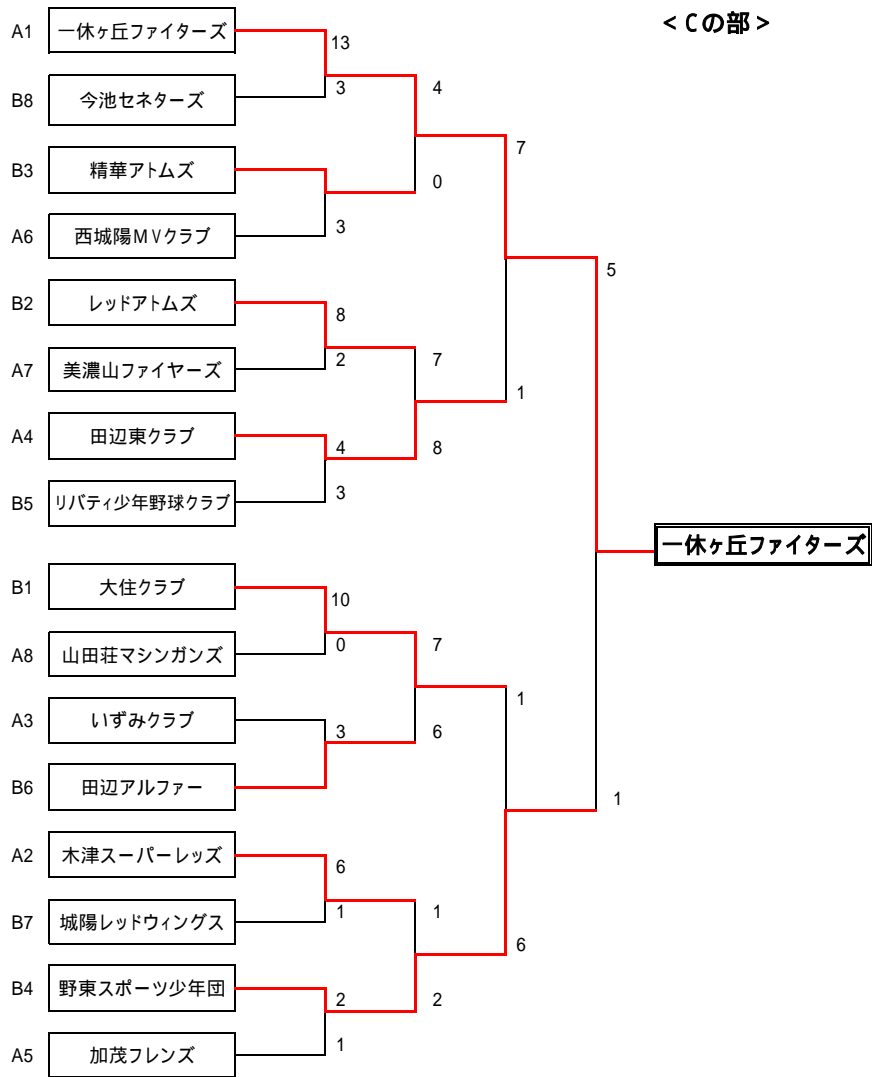 <Cの部>
A1 一休ヶ丘ファイターズ
13
B8 今池セネターズ
3
4
B3 精華アトムズ
0
7
A6 西城陽MVクラブ
3
B2 レッドアトムズ
8
5
A7 美濃山ファイヤーズ
2
7
1
A4 田辺東クラブ
4
8
B5 リバティ少年野球クラブ
3
一休ヶ丘ファイターズ
B1 大住クラブ
10
A8 山田荘マシンガンズ
0
7
A3 いずみクラブ
3
6
1
B6 田辺アルファー
1
A2 木津スーパーレッズ
6
B7 城陽レッドウィングス
1
1
6
B4 野東スポーツ少年団
2
2
A5 加茂フレンズ
1